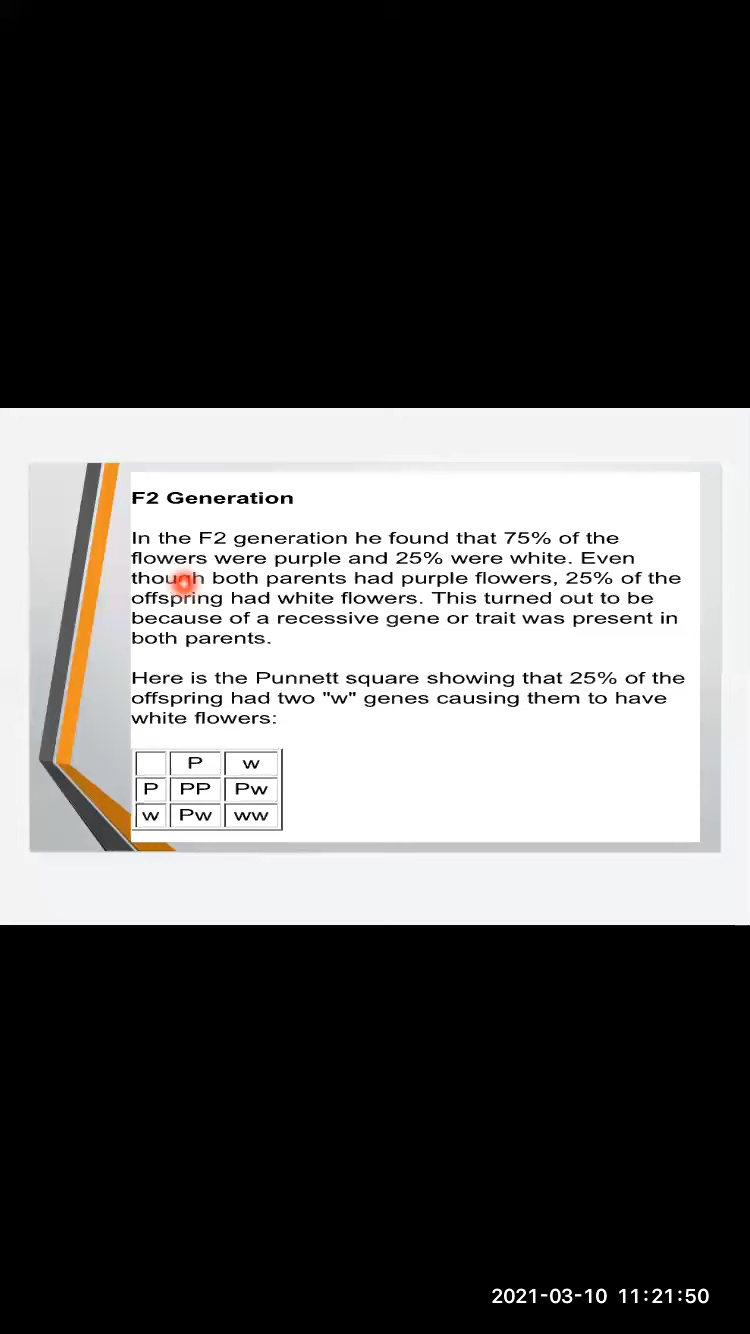 F2 Generation
In the F2 generation he found that 75% of the
flowers were purple and 25% were white. Even
though both parents had purple flowers, 25% of the
offspring had white flowers. This turned out to be
because of a recessive gene or trait was present in
both parents.
Here is the Punnett square showing that 25% of the
offspring had two "w" genes causing them to have
white flowers:
P w
P PP Pw
w Pw ww
2021-03-10 11:21:50